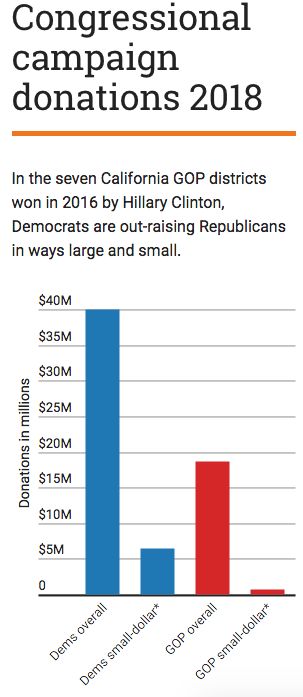 Congressional
campaign
donations 2018
In the seven California GOP districts
won in 2016 by Hillary Clinton,
Democrats are out-raising Republicans
in ways large and small.
$40M
$35M
$30M
$25M
$20M
$15M
$10M
$5M
0
Donations in millions
Dems overall
Dems small-dollar*
GOP overall
GOP small-dollar*